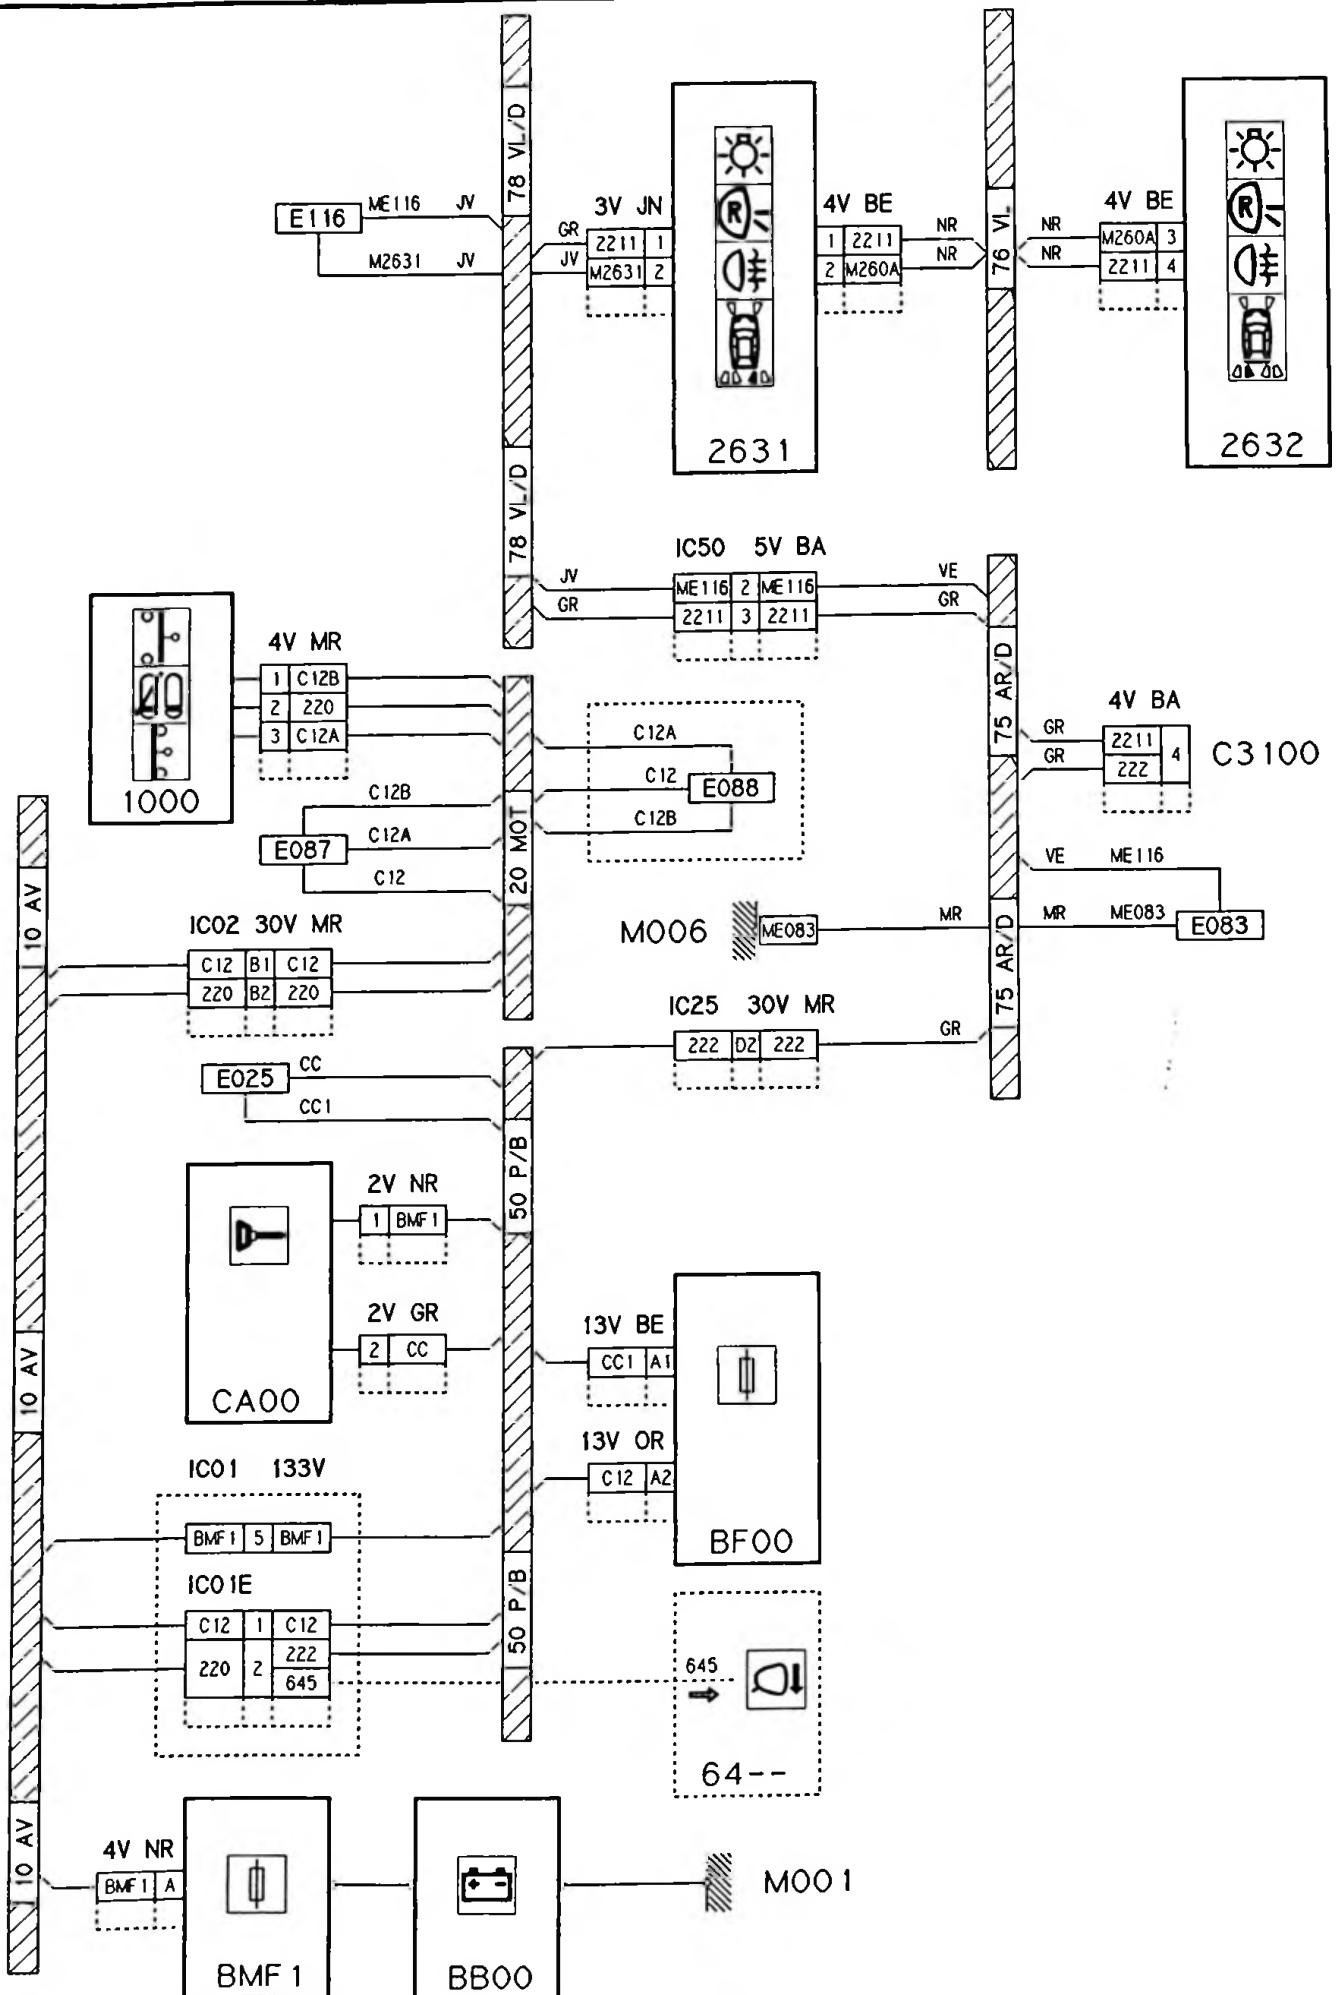 78 VL/D
E116
ME116 JV
M2631 JV
3V JN
GR 2211 1
JV M2631 2
R
2631
4V BE
1 2211 NR
2 M260A NR
76 VL
4V BE
NR M260A 3
NR 2211 4
R
2632
78 VL/D
IC50 5V BA
JV ME116 2 ME116 VE
GR 2211 3 2211 GR
1000
4V MR
1 C12B
2 220
3 C12A
20 MOT
C12A
C12
C12B
E088
C12B
C12A
C12
E087
75 AR/D
4V BA
GR 2211
GR 222
4
C3100
VE ME116
MR ME083
E083
M006 ME083 MR
75 AR/D
10 AV
IC02 30V MR
C12 B1 C12
220 B2 220
IC25 30V MR
222 D2 222 GR
E025 CC
CC1
50 P/B
2V NR
1 BMF1
2V GR
2 CC
CA00
13V BE
CC1 A1
13V OR
C12 A2
BF00
10 AV
IC01 133V
BMF1 5 BMF1
IC01E
C12 1 C12
220 2 222
645
50 P/B
645
64--
10 AV
4V NR
BMF1 A
BMF1
+ -
BB00
M001